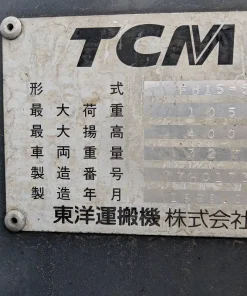 TCM
形 式
最大荷重
最大揚高
車両重量
製造番号
製造年月
東洋運搬機 株式会